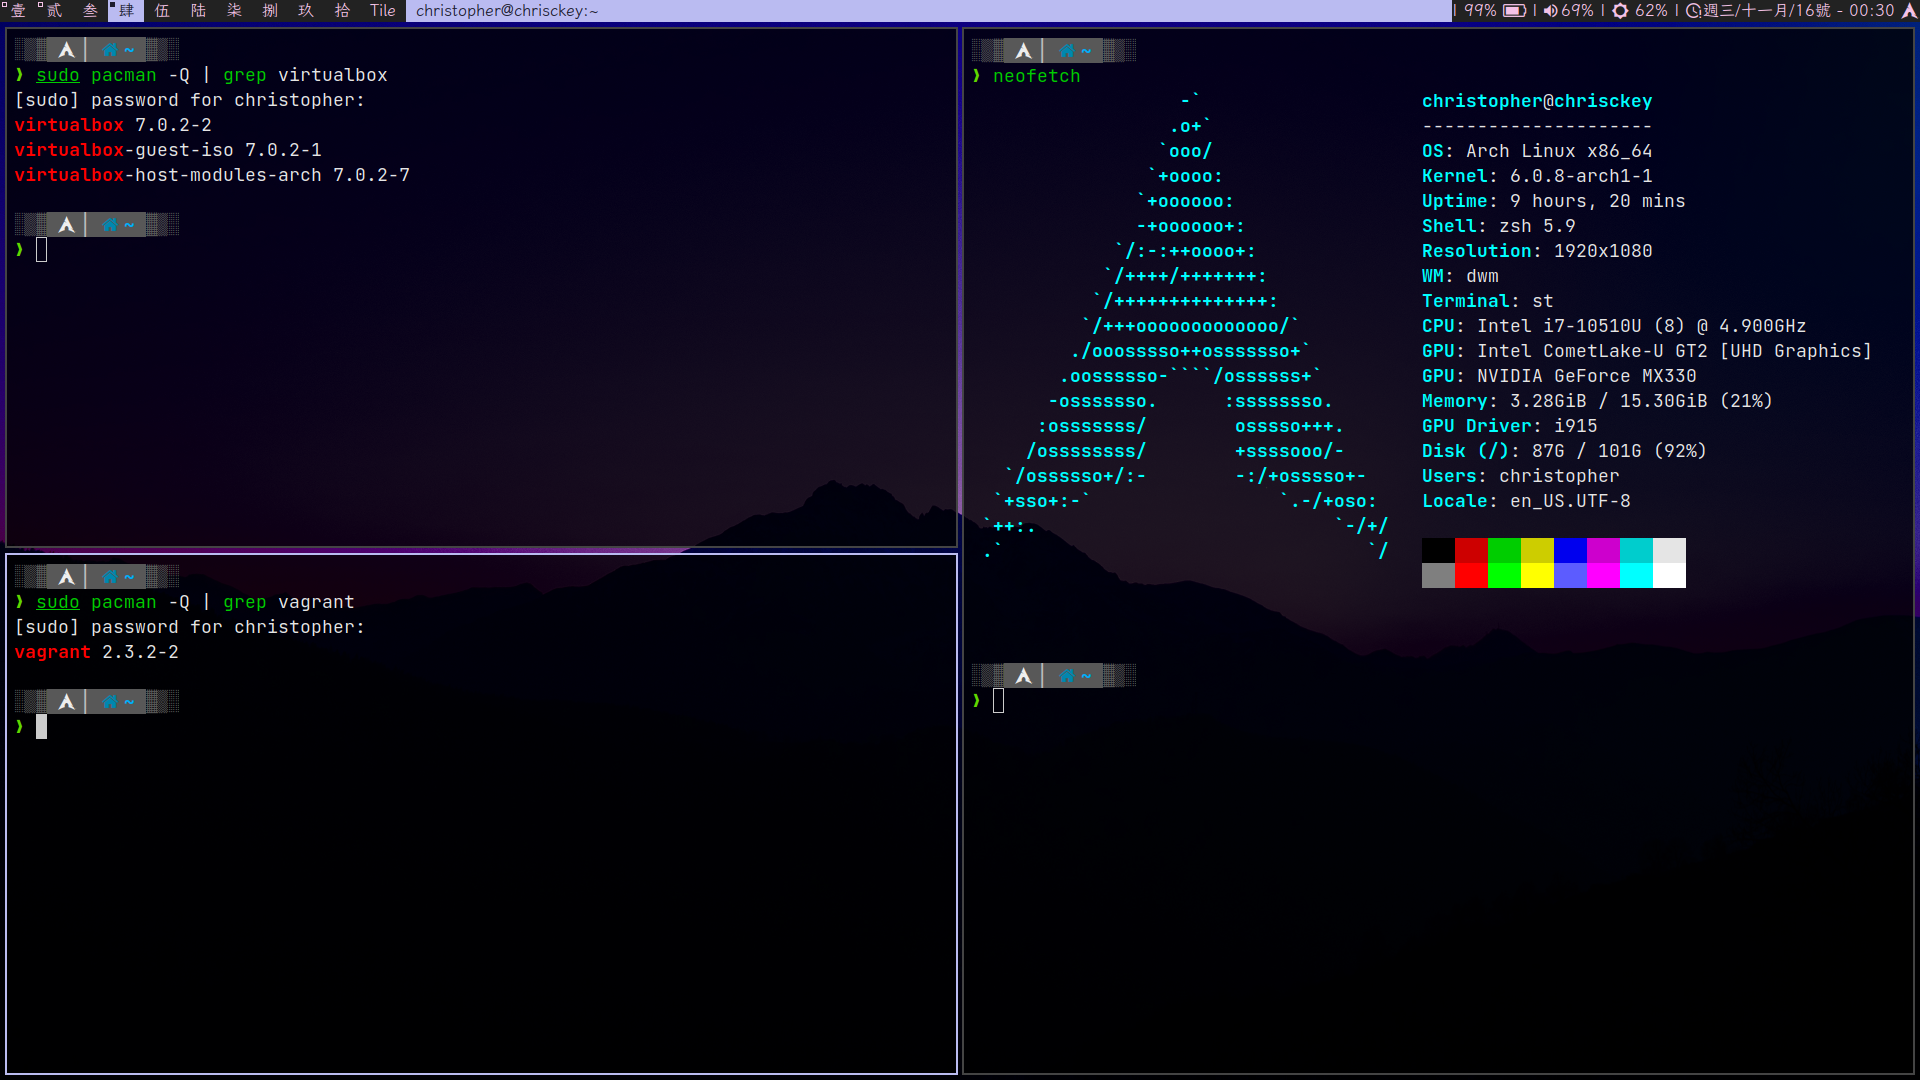 壹 贰 叁 肆 伍 陆 柒 捌 玖 拾 Tile christopher@chrisckey:~ | 99% | 69% | 62% | 週三/十一月/16號 - 00:30
~
❯ sudo pacman -Q | grep virtualbox
[sudo] password for christopher:
virtualbox 7.0.2-2
virtualbox-guest-iso 7.0.2-1
virtualbox-host-modules-arch 7.0.2-7
~
❯
~
❯ sudo pacman -Q | grep vagrant
[sudo] password for christopher:
vagrant 2.3.2-2
~
❯
~
❯ neofetch
-`
.o+`
`ooo/
`+oooo:
`+oooooo:
-+oooooo+:
`/:-:++oooo+:
`/++++/+++++++:
`/++++++++++++++:
`/+++ooooooooooooo/`
./ooosssso++osssssso+`
.oossssso-````/ossssss+`
-osssssso.      :ssssssso.
:osssssss/        osssso+++.
/ossssssss/        +ssssooo/-
`/ossssso+/:-        -:/+osssso+-
`+sso+:-`                 `.-/+oso:
`++:.                           `-/+/
.`                                 `/
christopher@chrisckey
---------------------
OS: Arch Linux x86_64
Kernel: 6.0.8-arch1-1
Uptime: 9 hours, 20 mins
Shell: zsh 5.9
Resolution: 1920x1080
WM: dwm
Terminal: st
CPU: Intel i7-10510U (8) @ 4.900GHz
GPU: Intel CometLake-U GT2 [UHD Graphics]
GPU: NVIDIA GeForce MX330
Memory: 3.28GiB / 15.30GiB (21%)
GPU Driver: i915
Disk (/): 87G / 101G (92%)
Users: christopher
Locale: en_US.UTF-8
~
❯